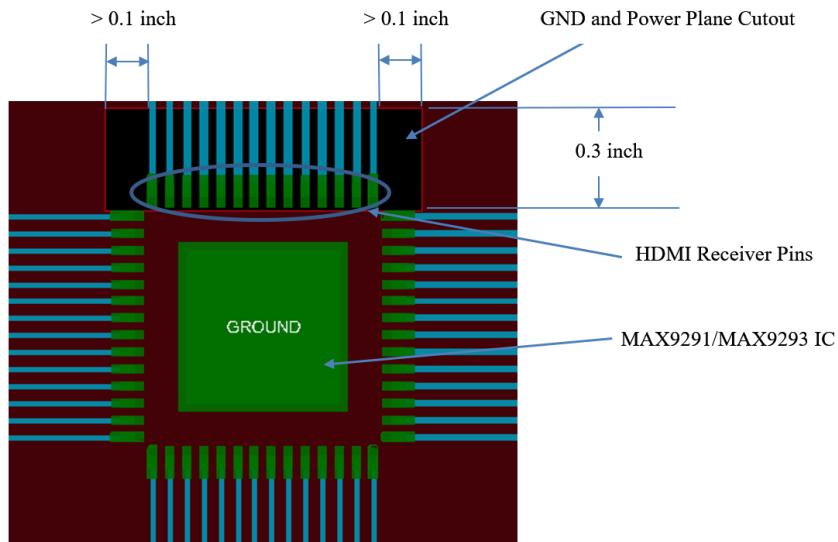 > 0.1 inch
> 0.1 inch
GND and Power Plane Cutout
0.3 inch
HDMI Receiver Pins
GROUND
MAX9291/MAX9293 IC